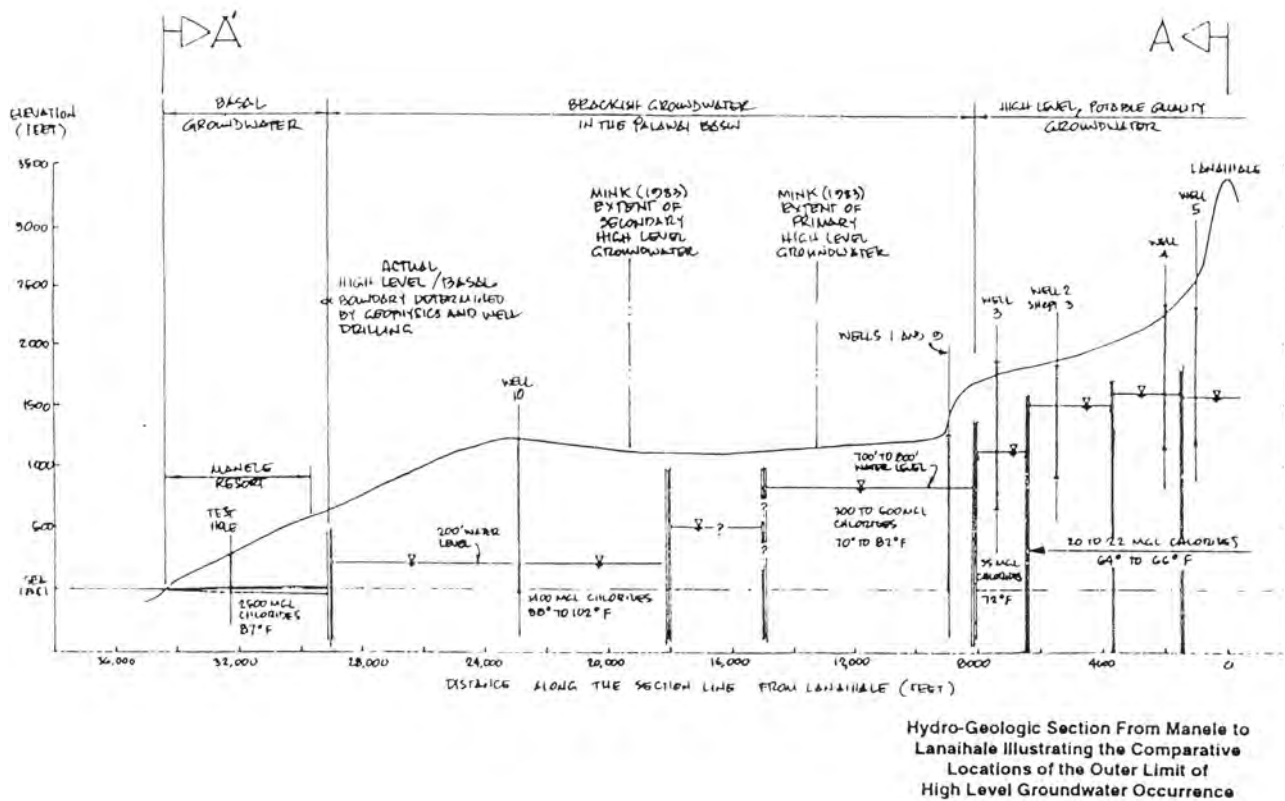 A'
A
ELEVATION
(FEET)
BASAL
GROUNDWATER
BRACKISH GROUNDWATER
IN THE PALAWAI BASIN
HIGH LEVEL, POTABLE QUALITY
GROUNDWATER
3500
3000
2500
2000
1500
1000
500
SEA
LEVEL
LANAIHALE
WELL
5
WELL
4
WELL 2
SHAFT 3
WELL
3
WELLS 1 AND 9
MINK (1983)
EXTENT OF
PRIMARY
HIGH LEVEL
GROUNDWATER
MINK (1983)
EXTENT OF
SECONDARY
HIGH LEVEL
GROUNDWATER
ACTUAL
HIGH LEVEL / BASAL
BOUNDARY DETERMINED
BY GEOPHYSICS AND WELL
DRILLING
WELL
10
MANELE
RESORT
TEST
HOLE
200' WATER
LEVEL
?
?
?
700' TO 800'
WATER LEVEL
300 TO 600 MGL
CHLORIDES
70° TO 82° F
35 MGL
CHLORIDES
72° F
20 TO 22 MGL CHLORIDES
64° TO 66° F
2500 MGL
CHLORIDES
87° F
MGL CHLORIDES
88° TO 102° F
36,000
32,000
28,000
24,000
20,000
16,000
12,000
8000
4000
0
DISTANCE ALONG THE SECTION LINE FROM LANAIHALE (FEET)
Hydro-Geologic Section From Manele to
Lanaihale Illustrating the Comparative
Locations of the Outer Limit of
High Level Groundwater Occurrence